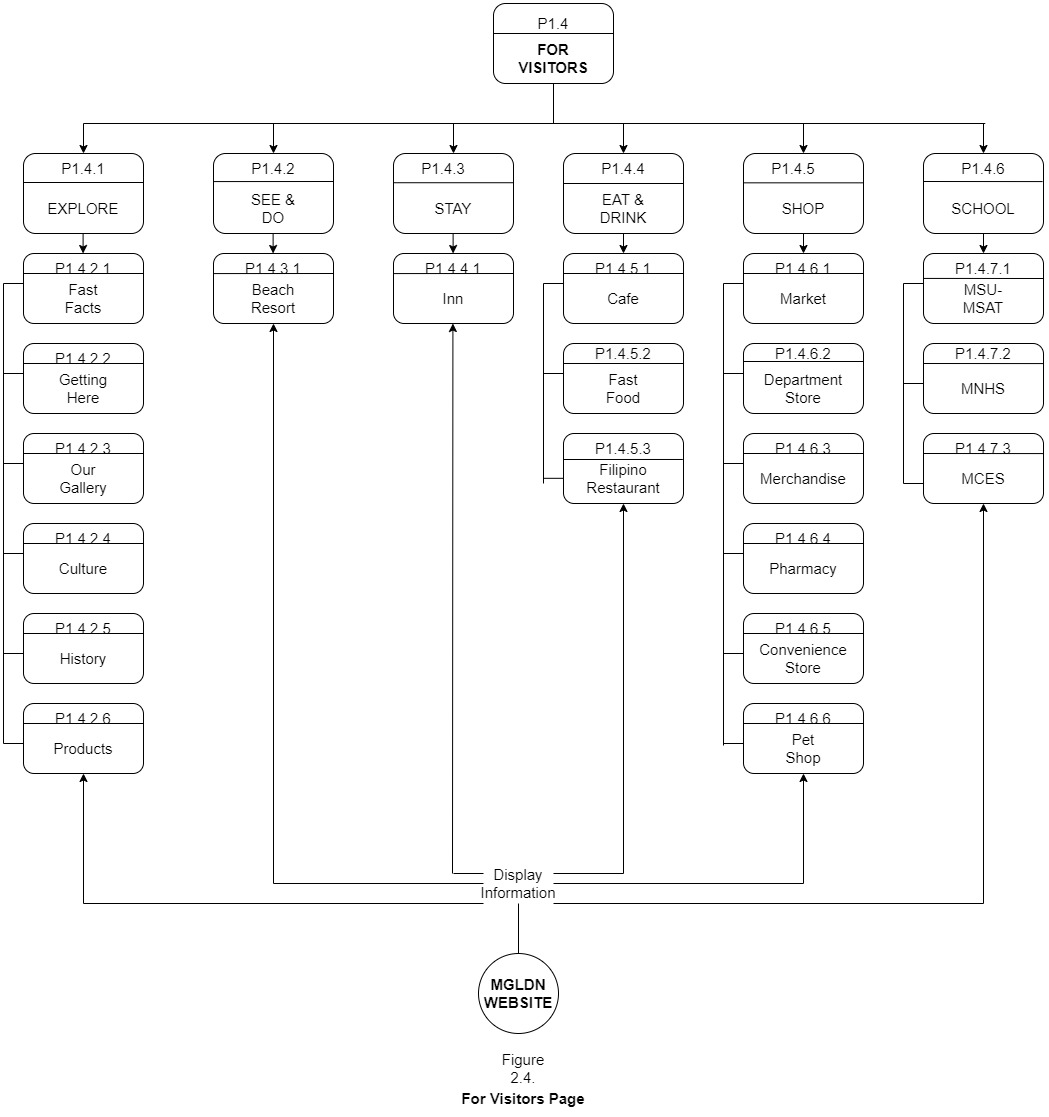 P1.4
FOR
VISITORS
P1.4.1
EXPLORE
P1.4.2
SEE &
DO
P1.4.3
STAY
P1.4.4
EAT &
DRINK
P1.4.5
SHOP
P1.4.6
SCHOOL
P1.4.2.1
Fast
Facts
P1.4.2.2
Getting
Here
P1.4.2.3
Our
Gallery
P1.4.2.4
Culture
P1.4.2.5
History
P1.4.2.6
Products
P1.4.3.1
Beach
Resort
P1.4.4.1
Inn
P1.4.5.1
Cafe
P1.4.5.2
Fast
Food
P1.4.5.3
Filipino
Restaurant
P1.4.6.1
Market
P1.4.6.2
Department
Store
P1.4.6.3
Merchandise
P1.4.6.4
Pharmacy
P1.4.6.5
Convenience
Store
P1.4.6.6
Pet
Shop
P1.4.7.1
MSU-
MSAT
P1.4.7.2
MNHS
P1.4.7.3
MCES
Display
Information
MGLDN
WEBSITE
Figure
2.4.
For Visitors Page